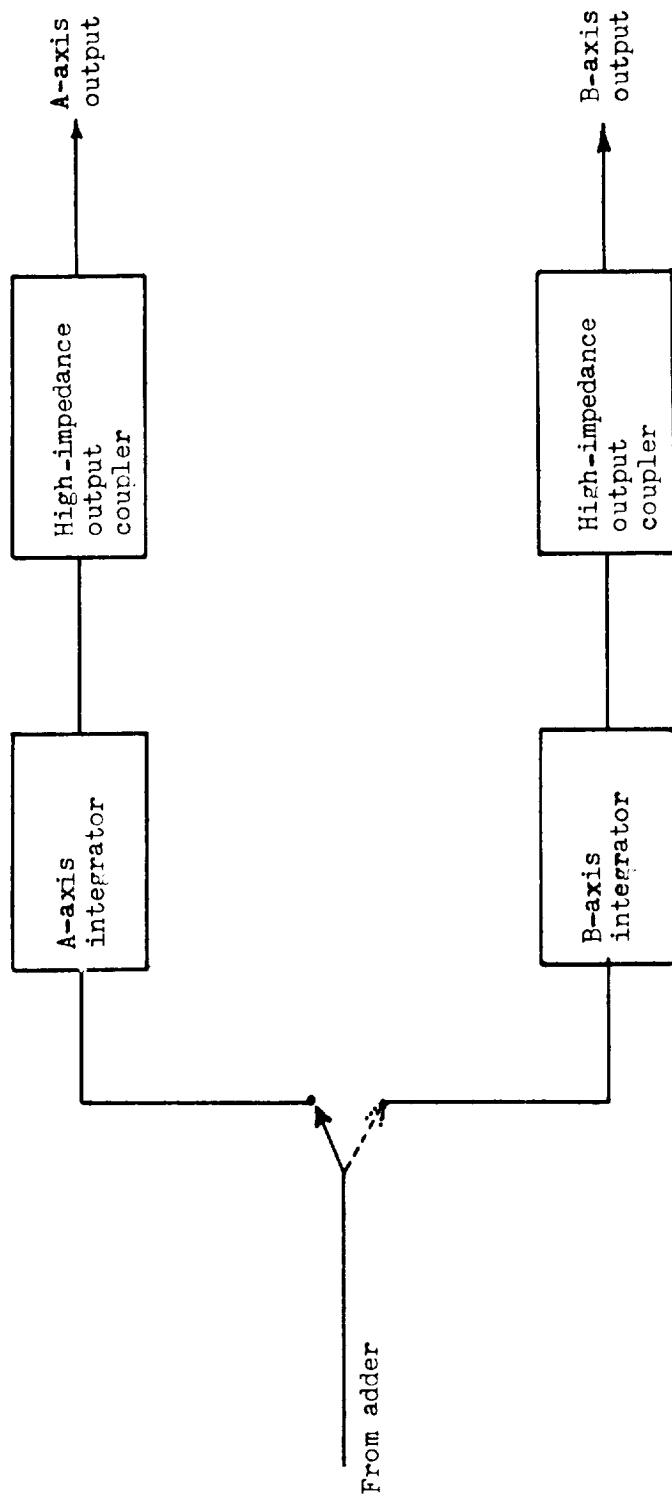 From adder
A-axis
integrator
High-impedance
output
coupler
A-axis
output
B-axis
integrator
High-impedance
output
coupler
B-axis
output